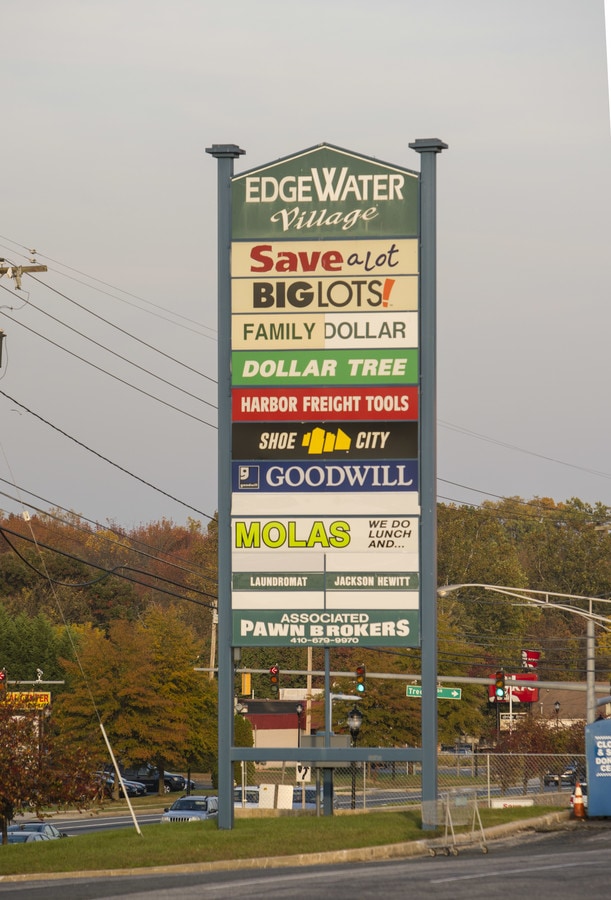 EDGEWATER
Village
Save a lot
BIG LOTS!
FAMILY DOLLAR
DOLLAR TREE
HARBOR FREIGHT TOOLS
SHOE CITY
goodwill GOODWILL
MOLAS WE DO
LUNCH
AND...
LAUNDROMAT JACKSON HEWITT
ASSOCIATED
PAWN BROKERS
410-679-9970